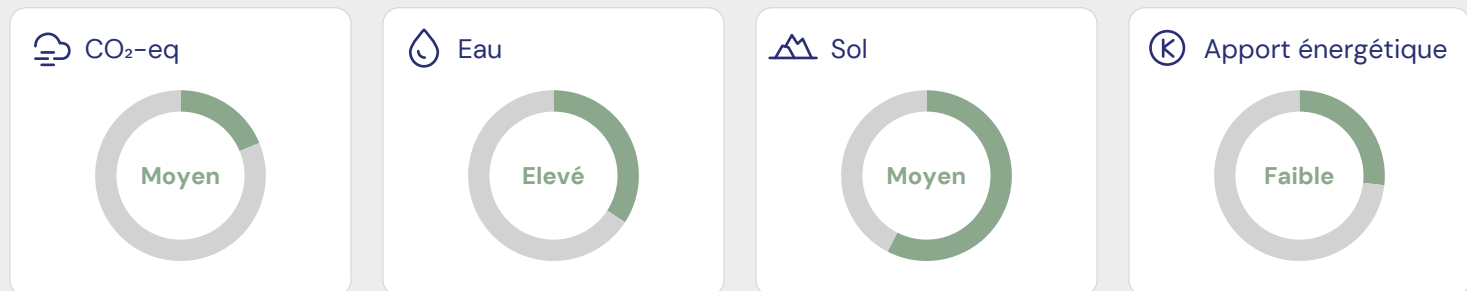 CO₂-eq
Moyen
Eau
Elevé
Sol
Moyen
Apport énergétique
Faible